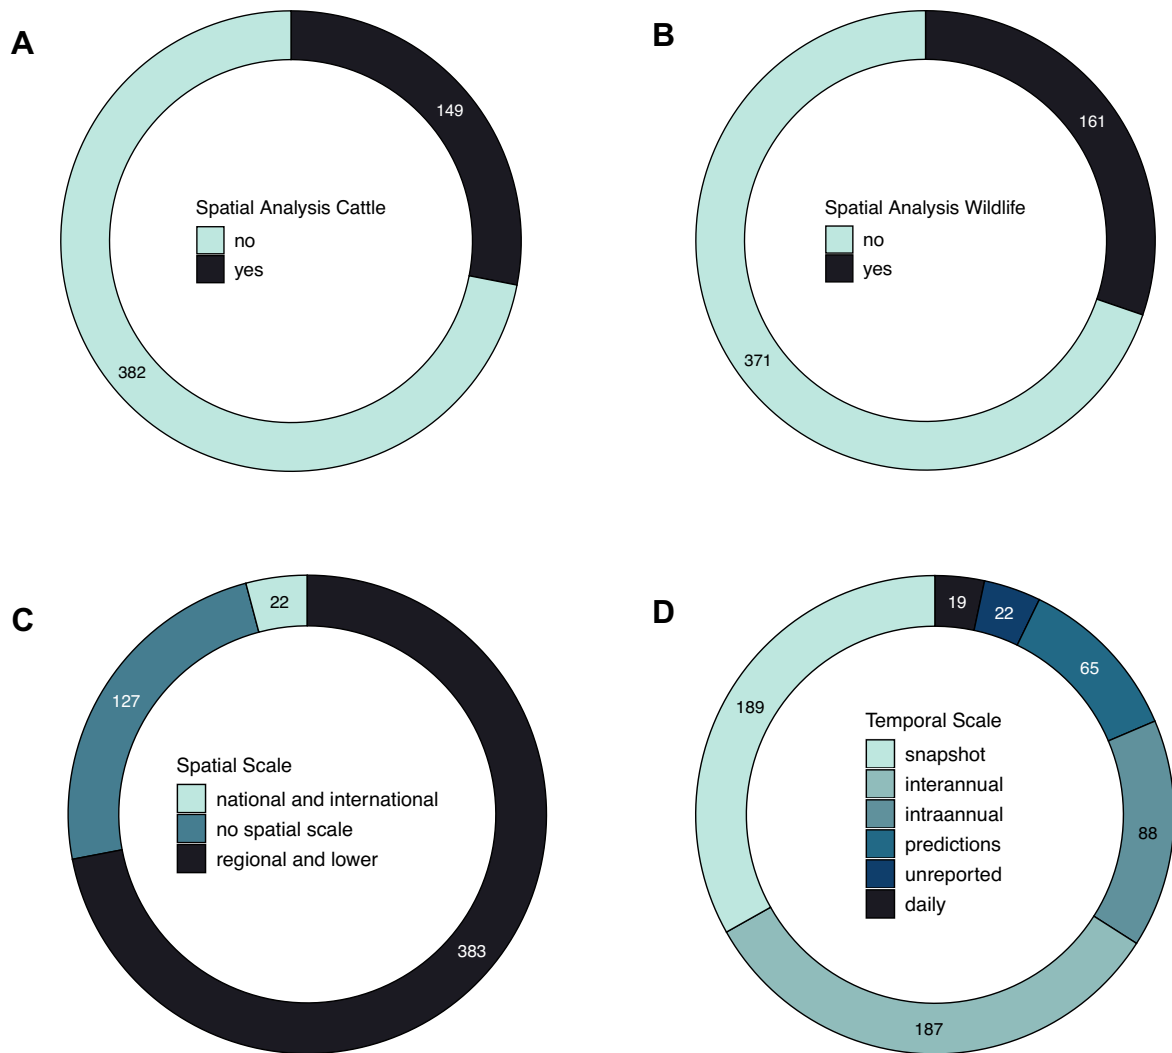 A
149
Spatial Analysis Cattle
no
yes
382
B
161
Spatial Analysis Wildlife
no
yes
371
C
22
127
Spatial Scale
national and international
no spatial scale
regional and lower
383
D
19
22
65
189
Temporal Scale
snapshot
interannual
intraannual
predictions
unreported
daily
88
187